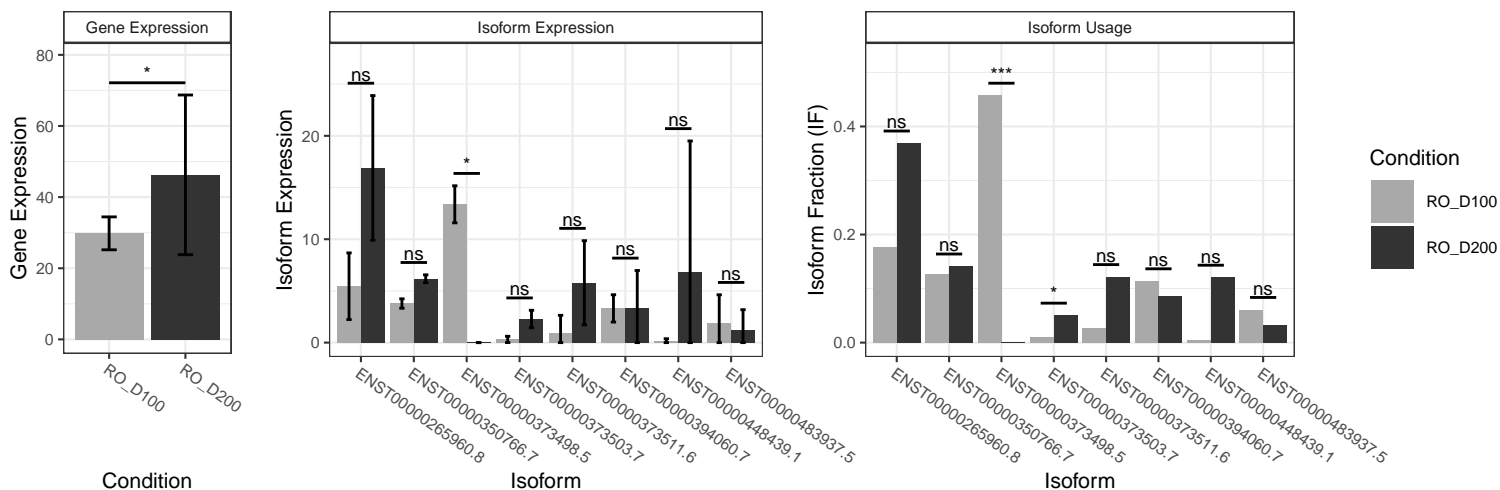 Gene Expression
Gene Expression
80
60
40
20
0
*
RO_D100
RO_D200
Condition
Isoform Expression
Isoform Expression
20
10
0
ns
ns
*
ns
ns
ns
ns
ns
ENST00000265960.8
ENST00000350766.7
ENST00000373498.5
ENST00000373503.7
ENST00000373511.6
ENST00000394060.7
ENST00000448439.1
ENST00000483937.5
Isoform
Isoform Usage
Isoform Fraction (IF)
0.4
0.2
0.0
ns
ns
***
*
ns
ns
ns
ns
ENST00000265960.8
ENST00000350766.7
ENST00000373498.5
ENST00000373503.7
ENST00000373511.6
ENST00000394060.7
ENST00000448439.1
ENST00000483937.5
Isoform
Condition
RO_D100
RO_D200